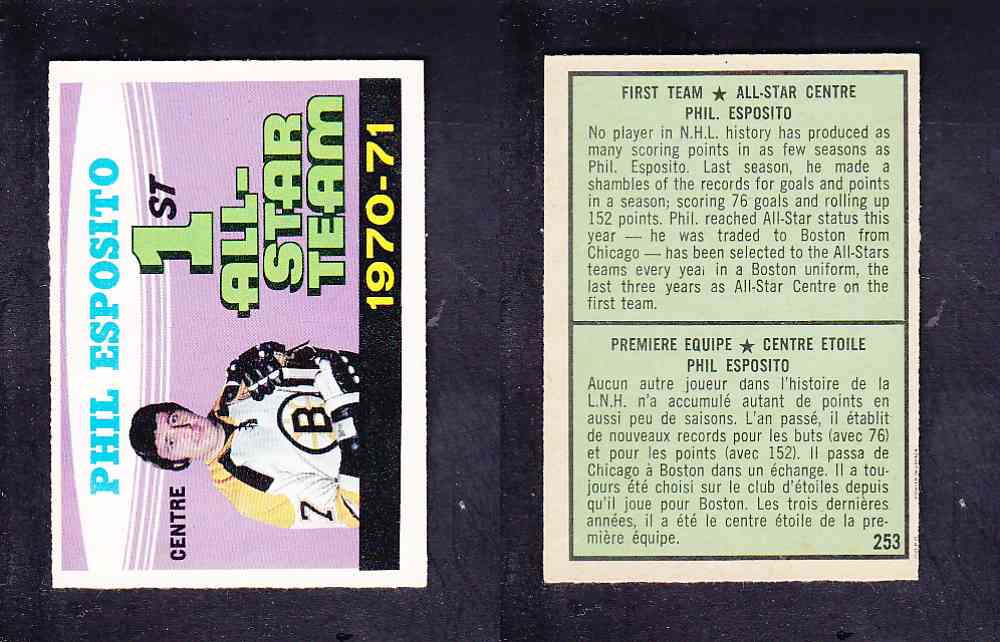 PHIL ESPOSITO
CENTRE
1ST
ALL-
STAR
TEAM
1970-71
B
7
FIRST TEAM ★ ALL-STAR CENTRE
PHIL. ESPOSITO
No player in N.H.L. history has produced as
many scoring points in as few seasons as
Phil. Esposito. Last season, he made a
shambles of the records for goals and points
in a season; scoring 76 goals and rolling up
152 points. Phil. reached All-Star status this
year — he was traded to Boston from
Chicago — has been selected to the All-Stars
teams every year in a Boston uniform, the
last three years as All-Star Centre on the
first team.
PREMIERE EQUIPE ★ CENTRE ETOILE
PHIL ESPOSITO
Aucun autre joueur dans l'histoire de la
L.N.H. n'a accumulé autant de points en
aussi peu de saisons. L'an passé, il établit
de nouveaux records pour les buts (avec 76)
et pour les points (avec 152). Il passa de
Chicago à Boston dans un échange. Il a tou-
jours été choisi sur le club d'étoiles depuis
qu'il joue pour Boston. Les trois dernières
années, il a été le centre étoile de la pre-
mière équipe.
253